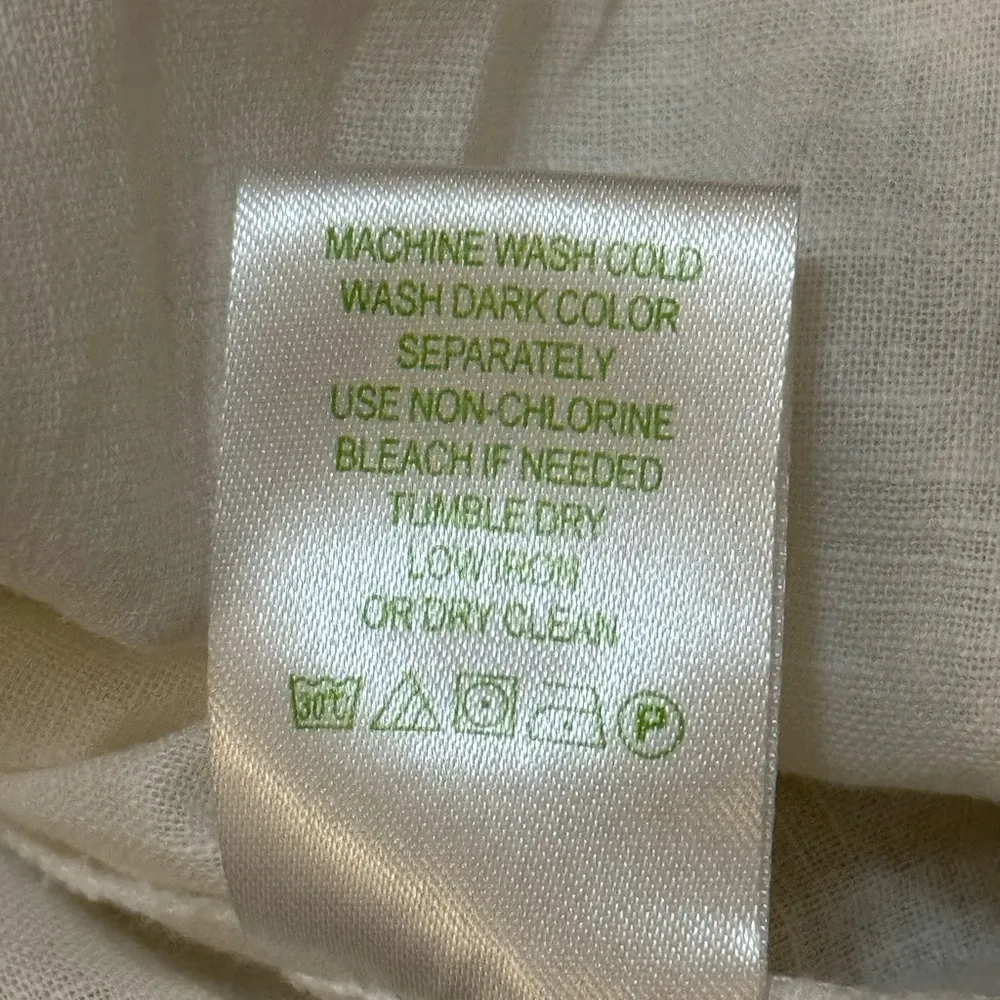 MACHINE WASH COLD
WASH DARK COLOR
SEPARATELY
USE NON-CHLORINE
BLEACH IF NEEDED
TUMBLE DRY
LOW IRON
OR DRY CLEAN
30°C P